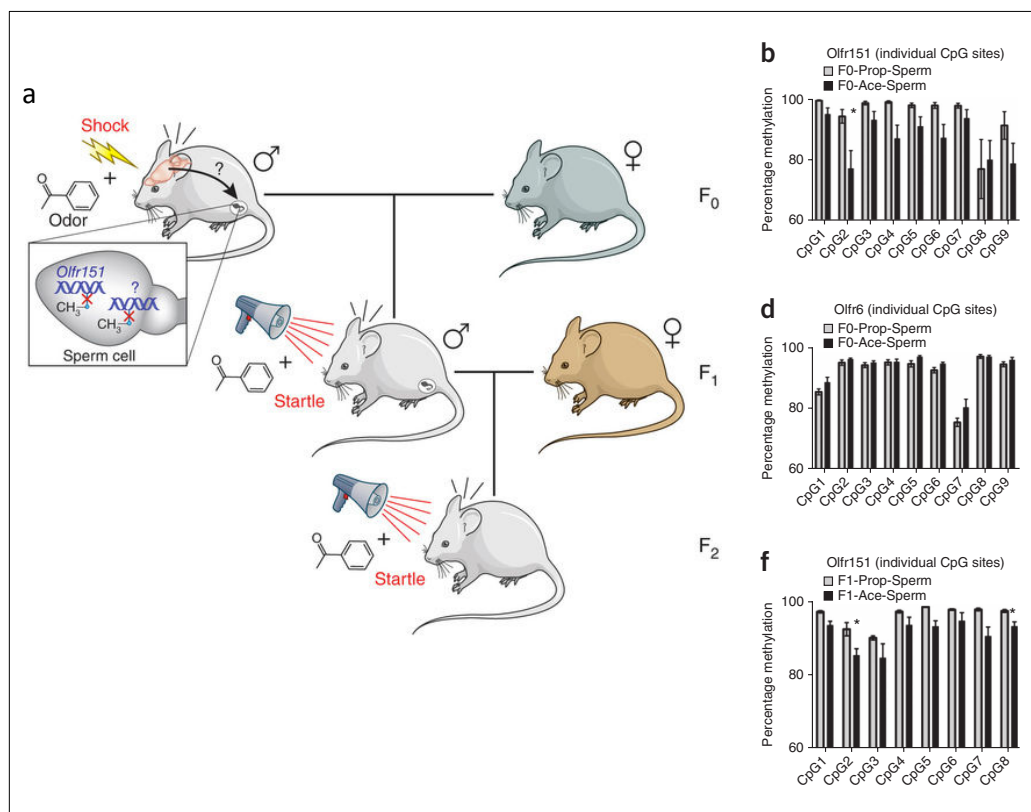 a
Shock
+
Odor
?
♂
♀
F0
Olfr151
?
CH3
CH3
Sperm cell
+
Startle
♂
♀
F1
+
Startle
F2
b
Olfr151 (individual CpG sites)
F0-Prop-Sperm
F0-Ace-Sperm
Percentage methylation
100
80
60
*
CpG1
CpG2
CpG3
CpG4
CpG5
CpG6
CpG7
CpG8
CpG9
d
Olfr6 (individual CpG sites)
F0-Prop-Sperm
F0-Ace-Sperm
Percentage methylation
100
80
60
CpG1
CpG2
CpG3
CpG4
CpG5
CpG6
CpG7
CpG8
CpG9
f
Olfr151 (individual CpG sites)
F1-Prop-Sperm
F1-Ace-Sperm
Percentage methylation
100
80
60
*
*
CpG1
CpG2
CpG3
CpG4
CpG5
CpG6
CpG7
CpG8